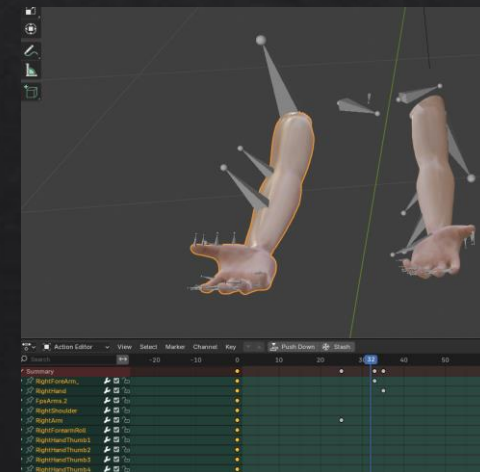 Action Editor View Select Marker Channel Key Push Down Stash
Search -20 -10 0 10 20 32 40 50
Summary
RightForeArm_
RightHand
FpsArms.2
RightShoulder
RightArm
RightForearmRoll
RightHandThumb1
RightHandThumb2
RightHandThumb3
RightHandThumb4